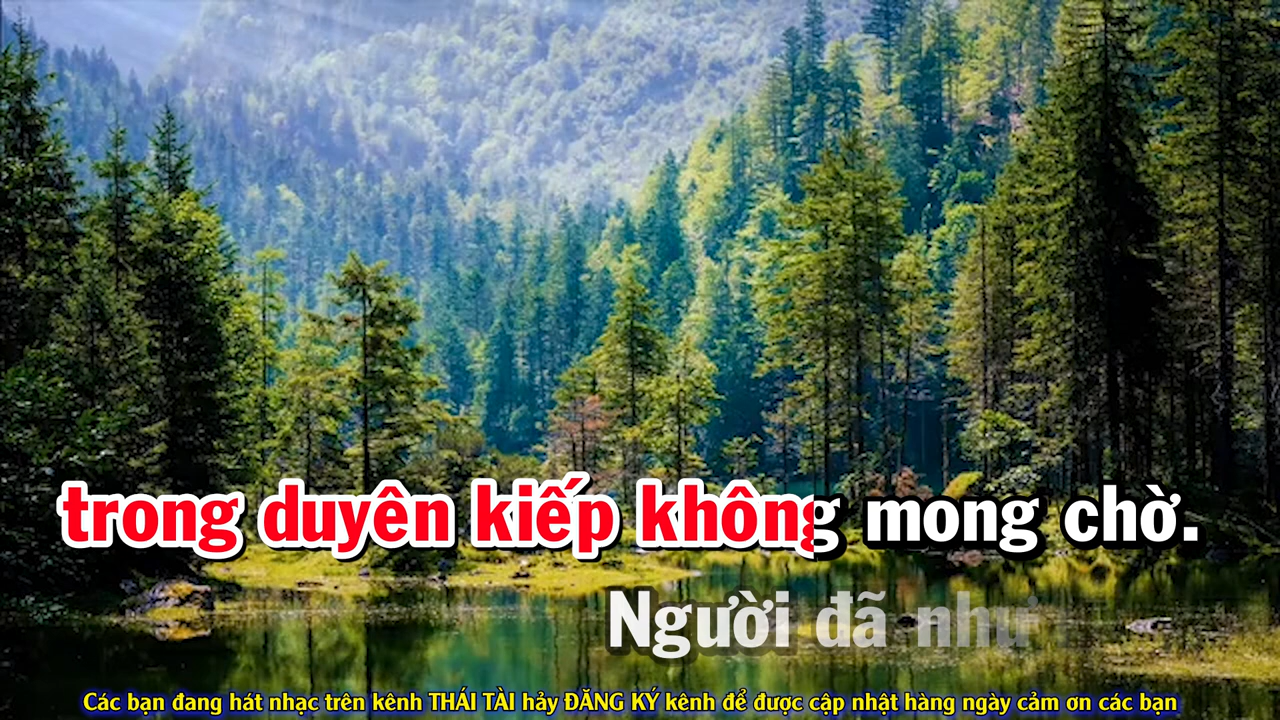 trong duyên kiếp không mong chờ.
Người đã như
Các bạn đang hát nhạc trên kênh THÁI TÀI hảy ĐĂNG KÝ kênh để được cập nhật hàng ngày cảm ơn các bạn